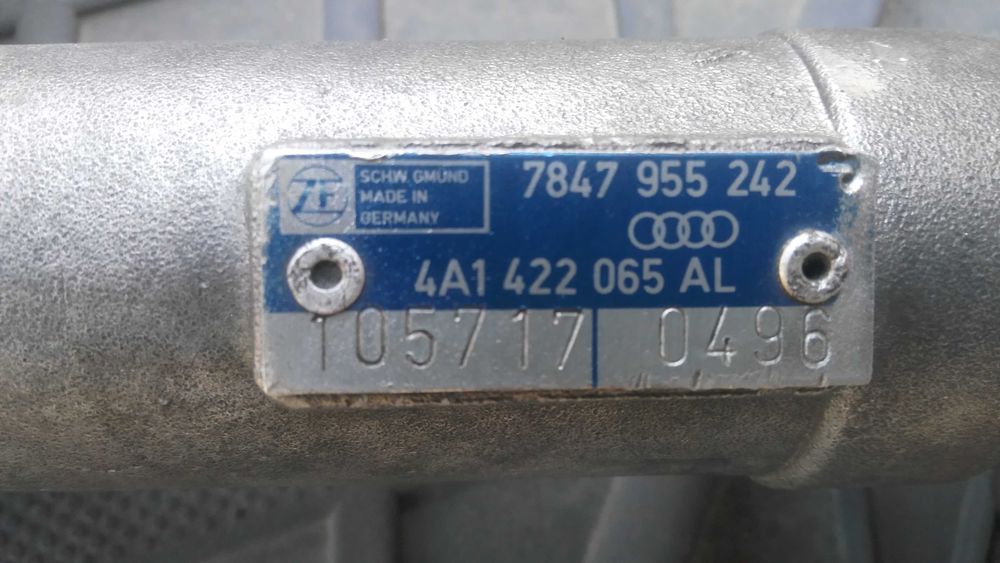 ZF
SCHW. GMÜND
MADE IN
GERMANY
7847 955 242
4A1 422 065 AL
105717 0496